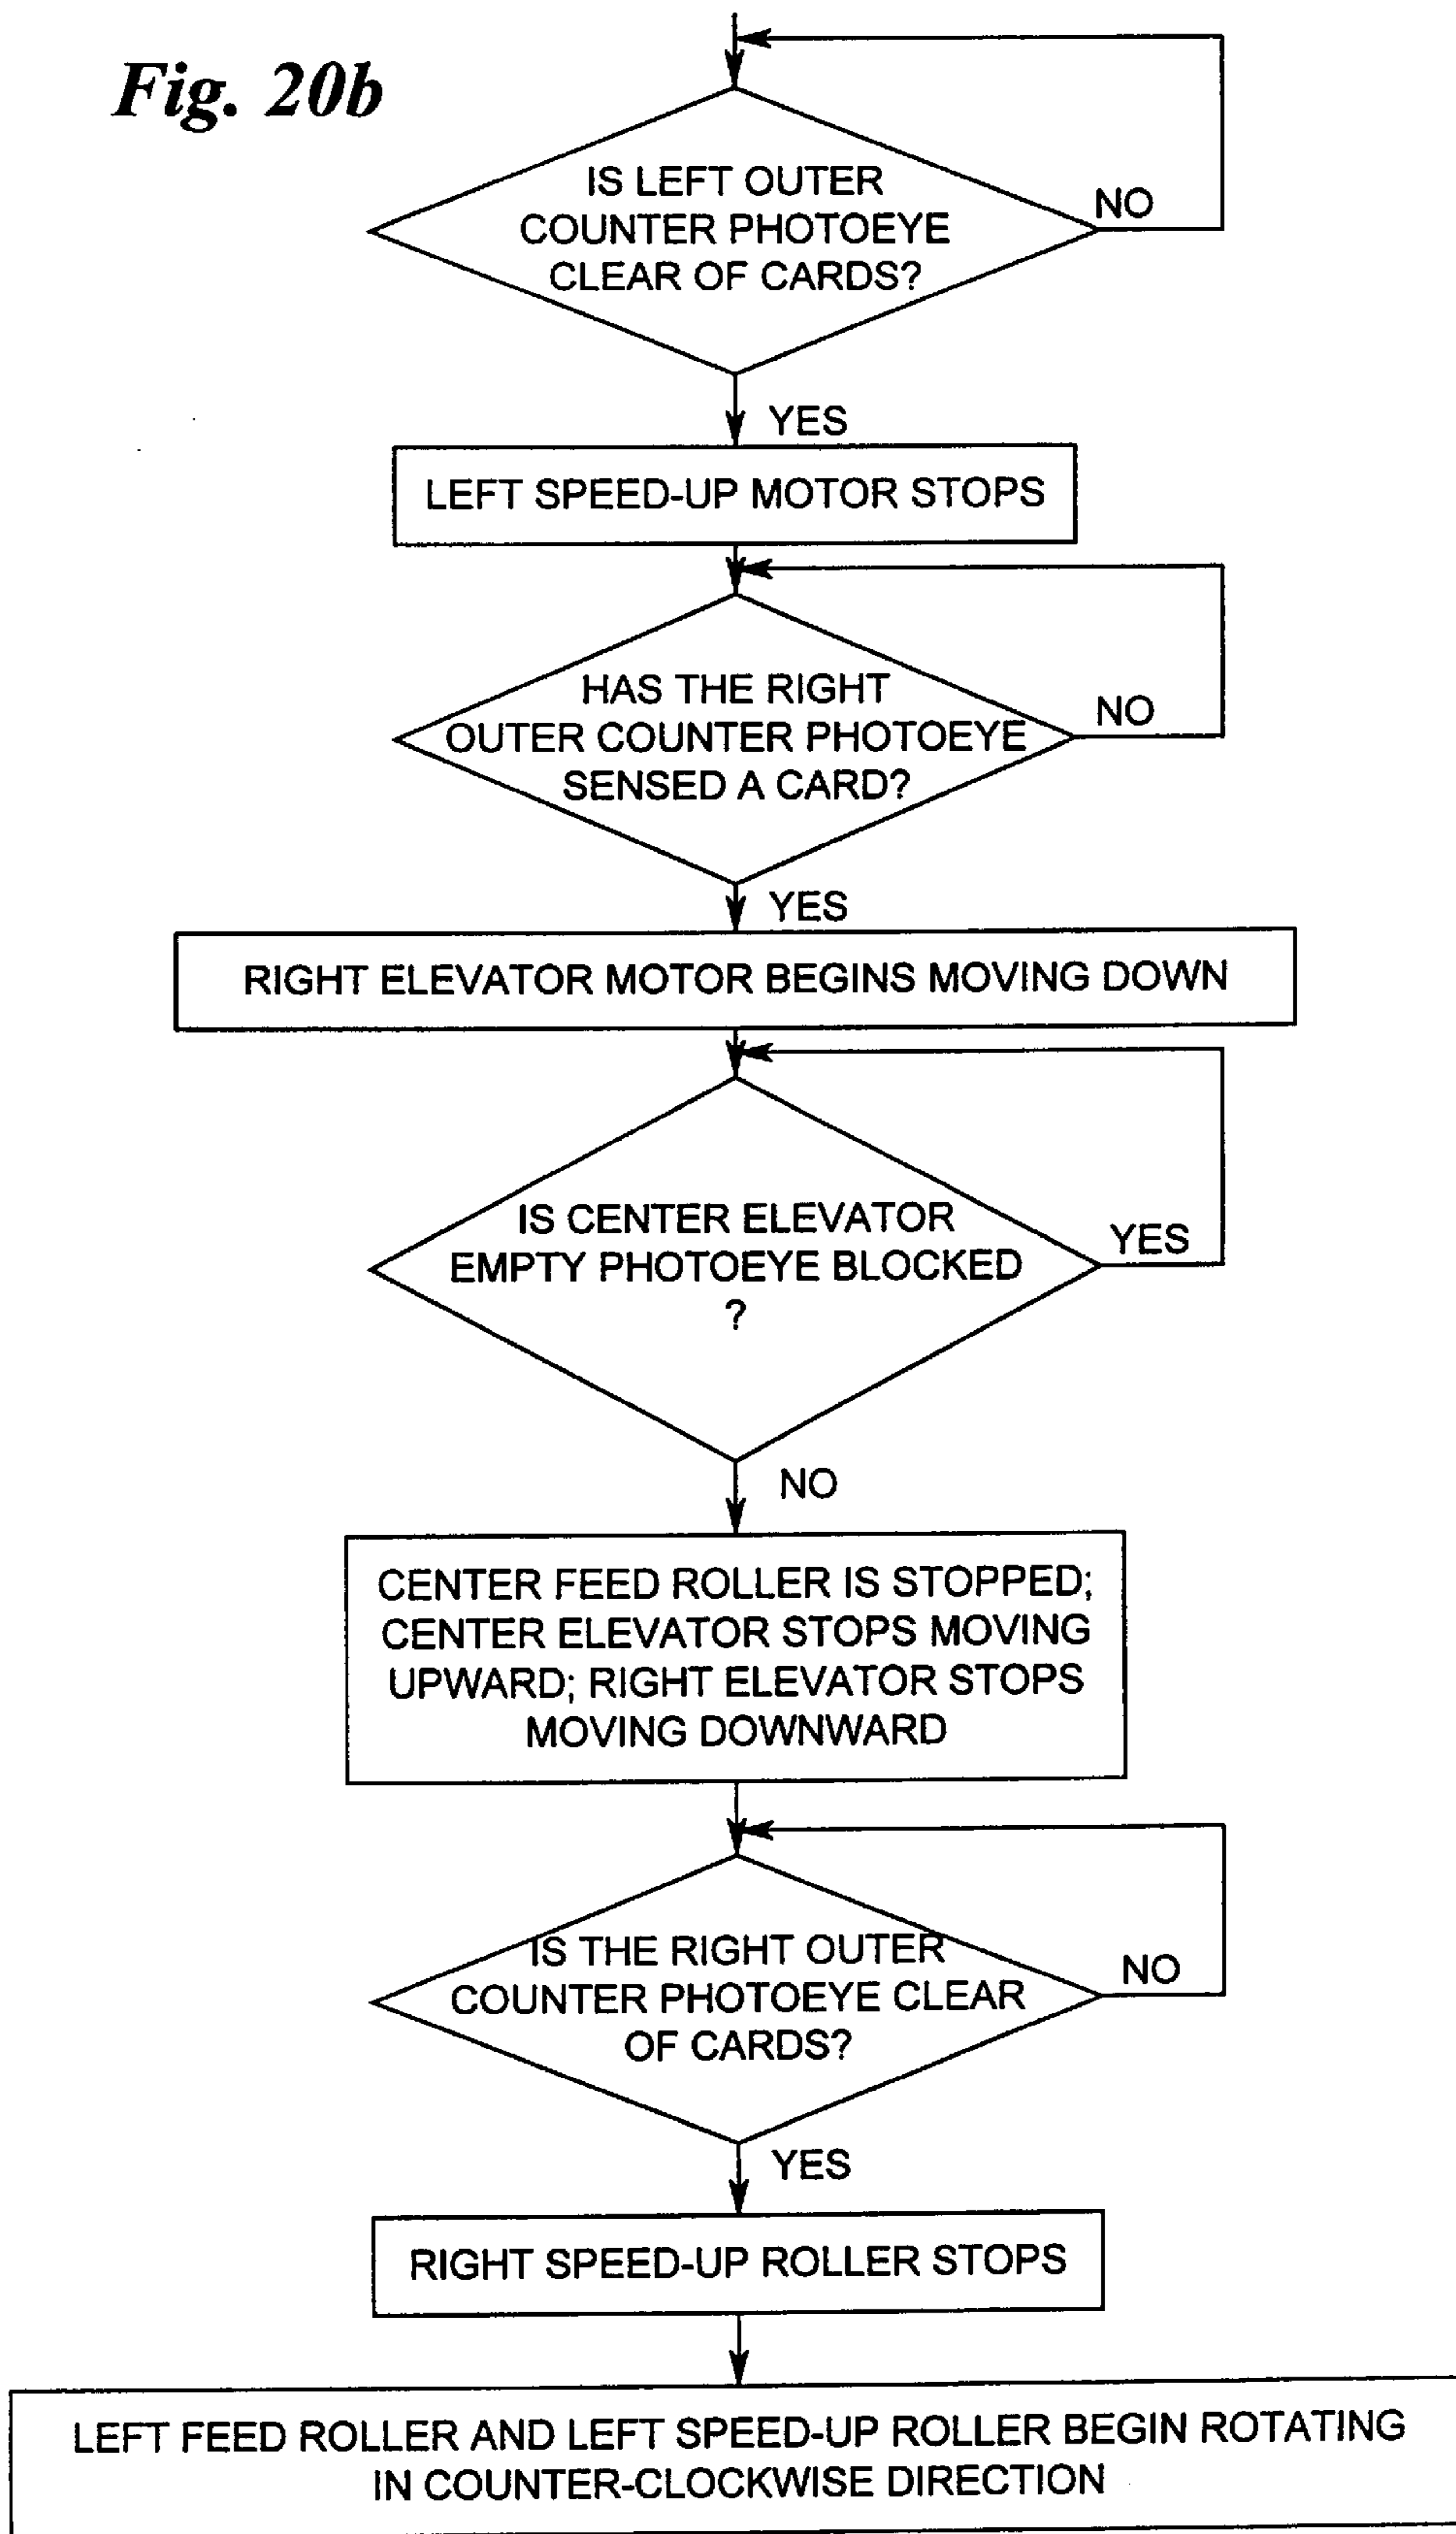 Fig. 20b
IS LEFT OUTER
COUNTER PHOTOEYE
CLEAR OF CARDS?
NO
YES
LEFT SPEED-UP MOTOR STOPS
HAS THE RIGHT
OUTER COUNTER PHOTOEYE
SENSED A CARD?
NO
YES
RIGHT ELEVATOR MOTOR BEGINS MOVING DOWN
IS CENTER ELEVATOR
EMPTY PHOTOEYE BLOCKED
?
YES
NO
CENTER FEED ROLLER IS STOPPED;
CENTER ELEVATOR STOPS MOVING
UPWARD; RIGHT ELEVATOR STOPS
MOVING DOWNWARD
IS THE RIGHT OUTER
COUNTER PHOTOEYE CLEAR
OF CARDS?
NO
YES
RIGHT SPEED-UP ROLLER STOPS
LEFT FEED ROLLER AND LEFT SPEED-UP ROLLER BEGIN ROTATING
IN COUNTER-CLOCKWISE DIRECTION